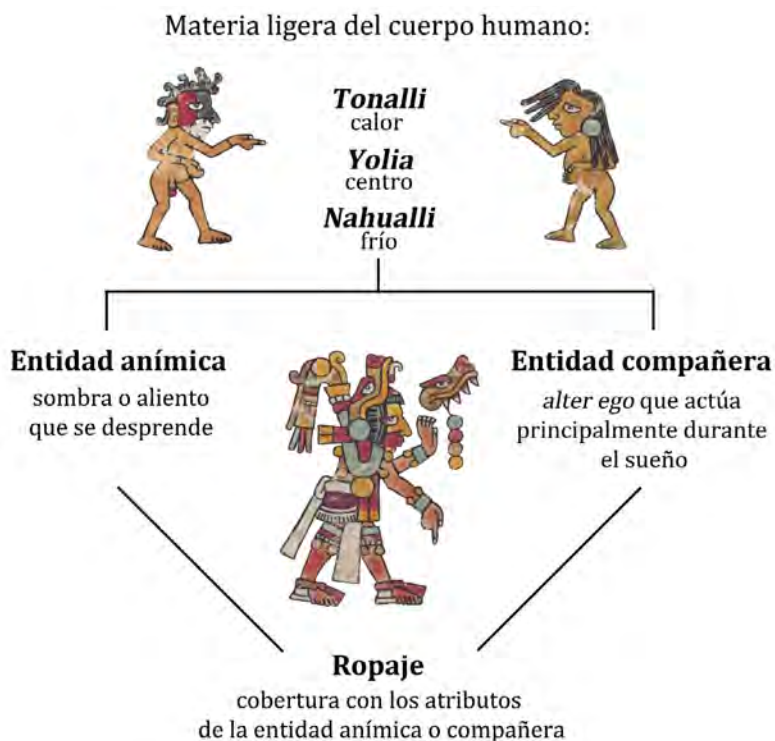 Materia ligera del cuerpo humano:
Tonalli
calor
Yolia
centro
Nahualli
frío
Entidad anímica
sombra o aliento
que se desprende
Entidad compañera
alter ego que actúa
principalmente durante
el sueño
Ropaje
cobertura con los atributos
de la entidad anímica o compañera